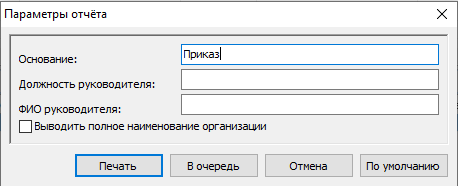 Параметры отчёта
Основание: Приказ
Должность руководителя:
ФИО руководителя:
Выводить полное наименование организации
Печать В очередь Отмена По умолчанию